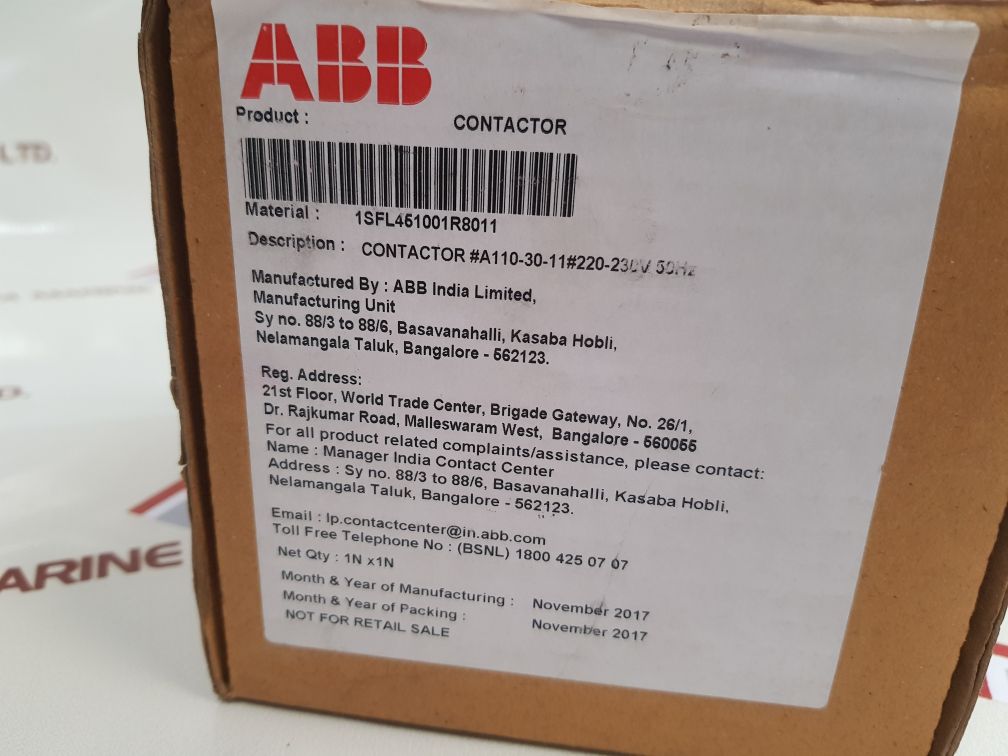 ABB
Product : CONTACTOR
Material : 1SFL451001R8011
Description : CONTACTOR #A110-30-11#220-230V 50Hz
Manufactured By : ABB India Limited,
Manufacturing Unit
Sy no. 88/3 to 88/6, Basavanahalli, Kasaba Hobli,
Nelamangala Taluk, Bangalore - 562123.
Reg. Address:
21st Floor, World Trade Center, Brigade Gateway, No. 26/1,
Dr. Rajkumar Road, Malleswaram West, Bangalore - 560055
For all product related complaints/assistance, please contact:
Name : Manager India Contact Center
Address : Sy no. 88/3 to 88/6, Basavanahalli, Kasaba Hobli,
Nelamangala Taluk, Bangalore - 562123.
Email : lp.contactcenter@in.abb.com
Toll Free Telephone No : (BSNL) 1800 425 07 07
Net Qty : 1N x1N
Month & Year of Manufacturing : November 2017
Month & Year of Packing : November 2017
NOT FOR RETAIL SALE
LTD.
ARINE